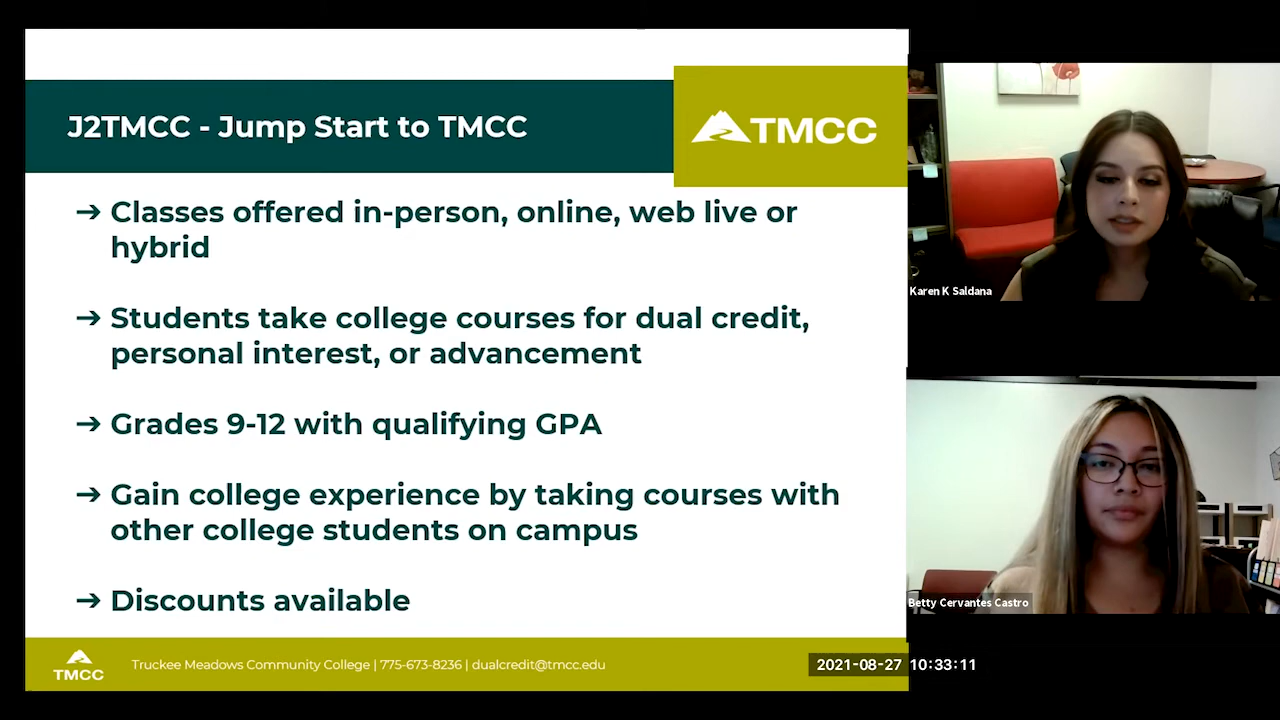 J2TMCC - Jump Start to TMCC
TMCC
➔ Classes offered in-person, online, web live or
hybrid
➔ Students take college courses for dual credit,
personal interest, or advancement
➔ Grades 9-12 with qualifying GPA
➔ Gain college experience by taking courses with
other college students on campus
➔ Discounts available
TMCC
Truckee Meadows Community College | 775-673-8236 | dualcredit@tmcc.edu
2021-08-27 10:33:11
Karen K Saldana
Betty Cervantes Castro